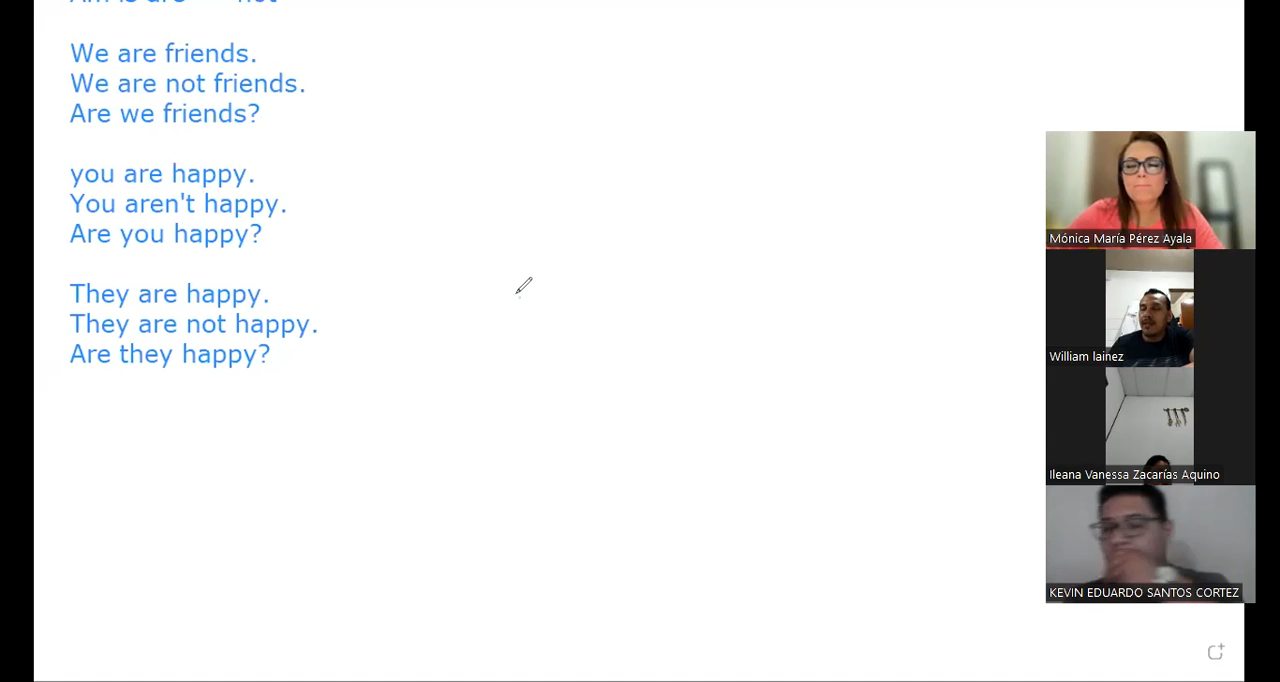 We are friends.
We are not friends.
Are we friends?
you are happy.
You aren't happy.
Are you happy?
They are happy.
They are not happy.
Are they happy?
Mónica María Pérez Ayala
William lainez
Ileana Vanessa Zacarías Aquino
KEVIN EDUARDO SANTOS CORTEZ